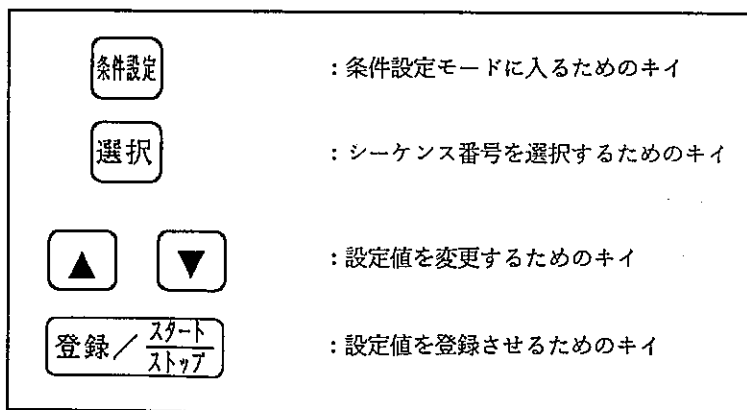 条件設定 :条件設定モードに入るためのキイ
選択 :シーケンス番号を選択するためのキイ
▲ ▼ :設定値を変更するためのキイ
登録/スタート/ストップ :設定値を登録させるためのキイ